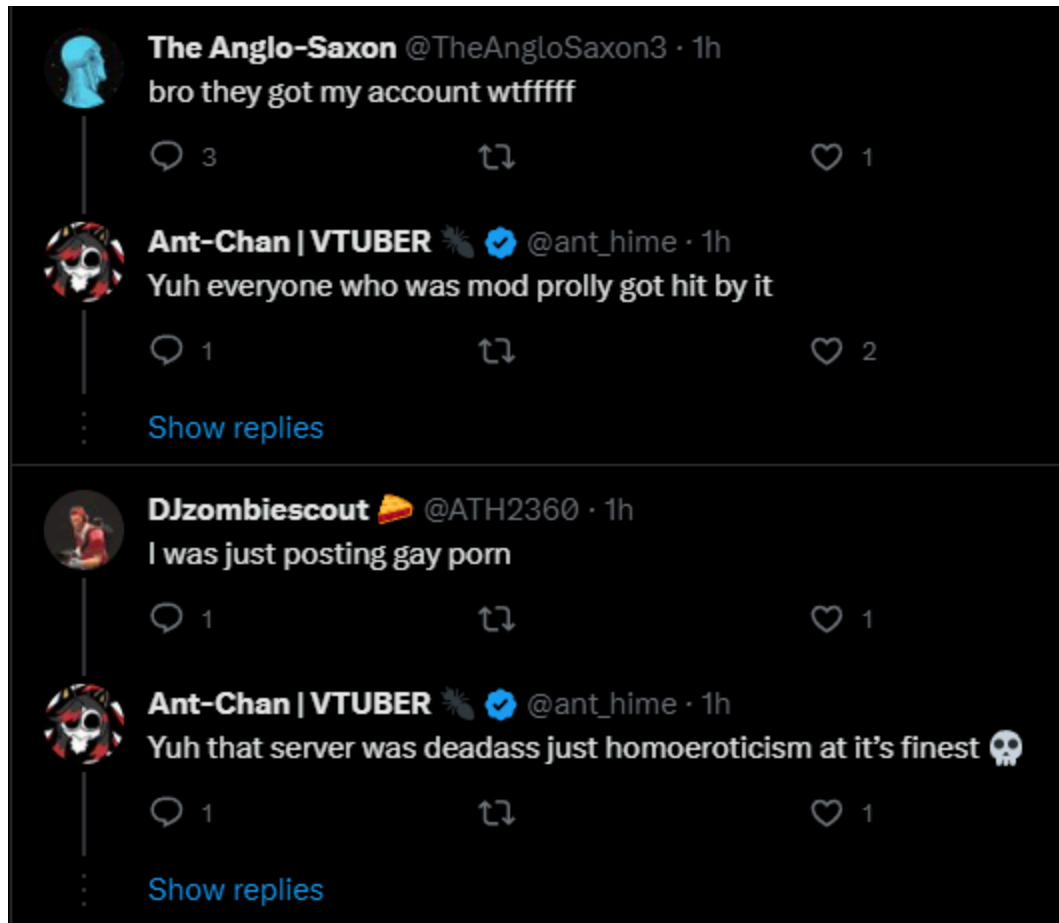 The Anglo-Saxon @TheAngloSaxon3 · 1h
bro they got my account wtfffff
3 1
Ant-Chan | VTUBER 🐜 @ant_hime · 1h
Yuh everyone who was mod prolly got hit by it
1 2
Show replies
DJzombiescout 🥧 @ATH2360 · 1h
I was just posting gay porn
1 1
Ant-Chan | VTUBER 🐜 @ant_hime · 1h
Yuh that server was deadass just homoeroticism at it’s finest 💀
1 1
Show replies